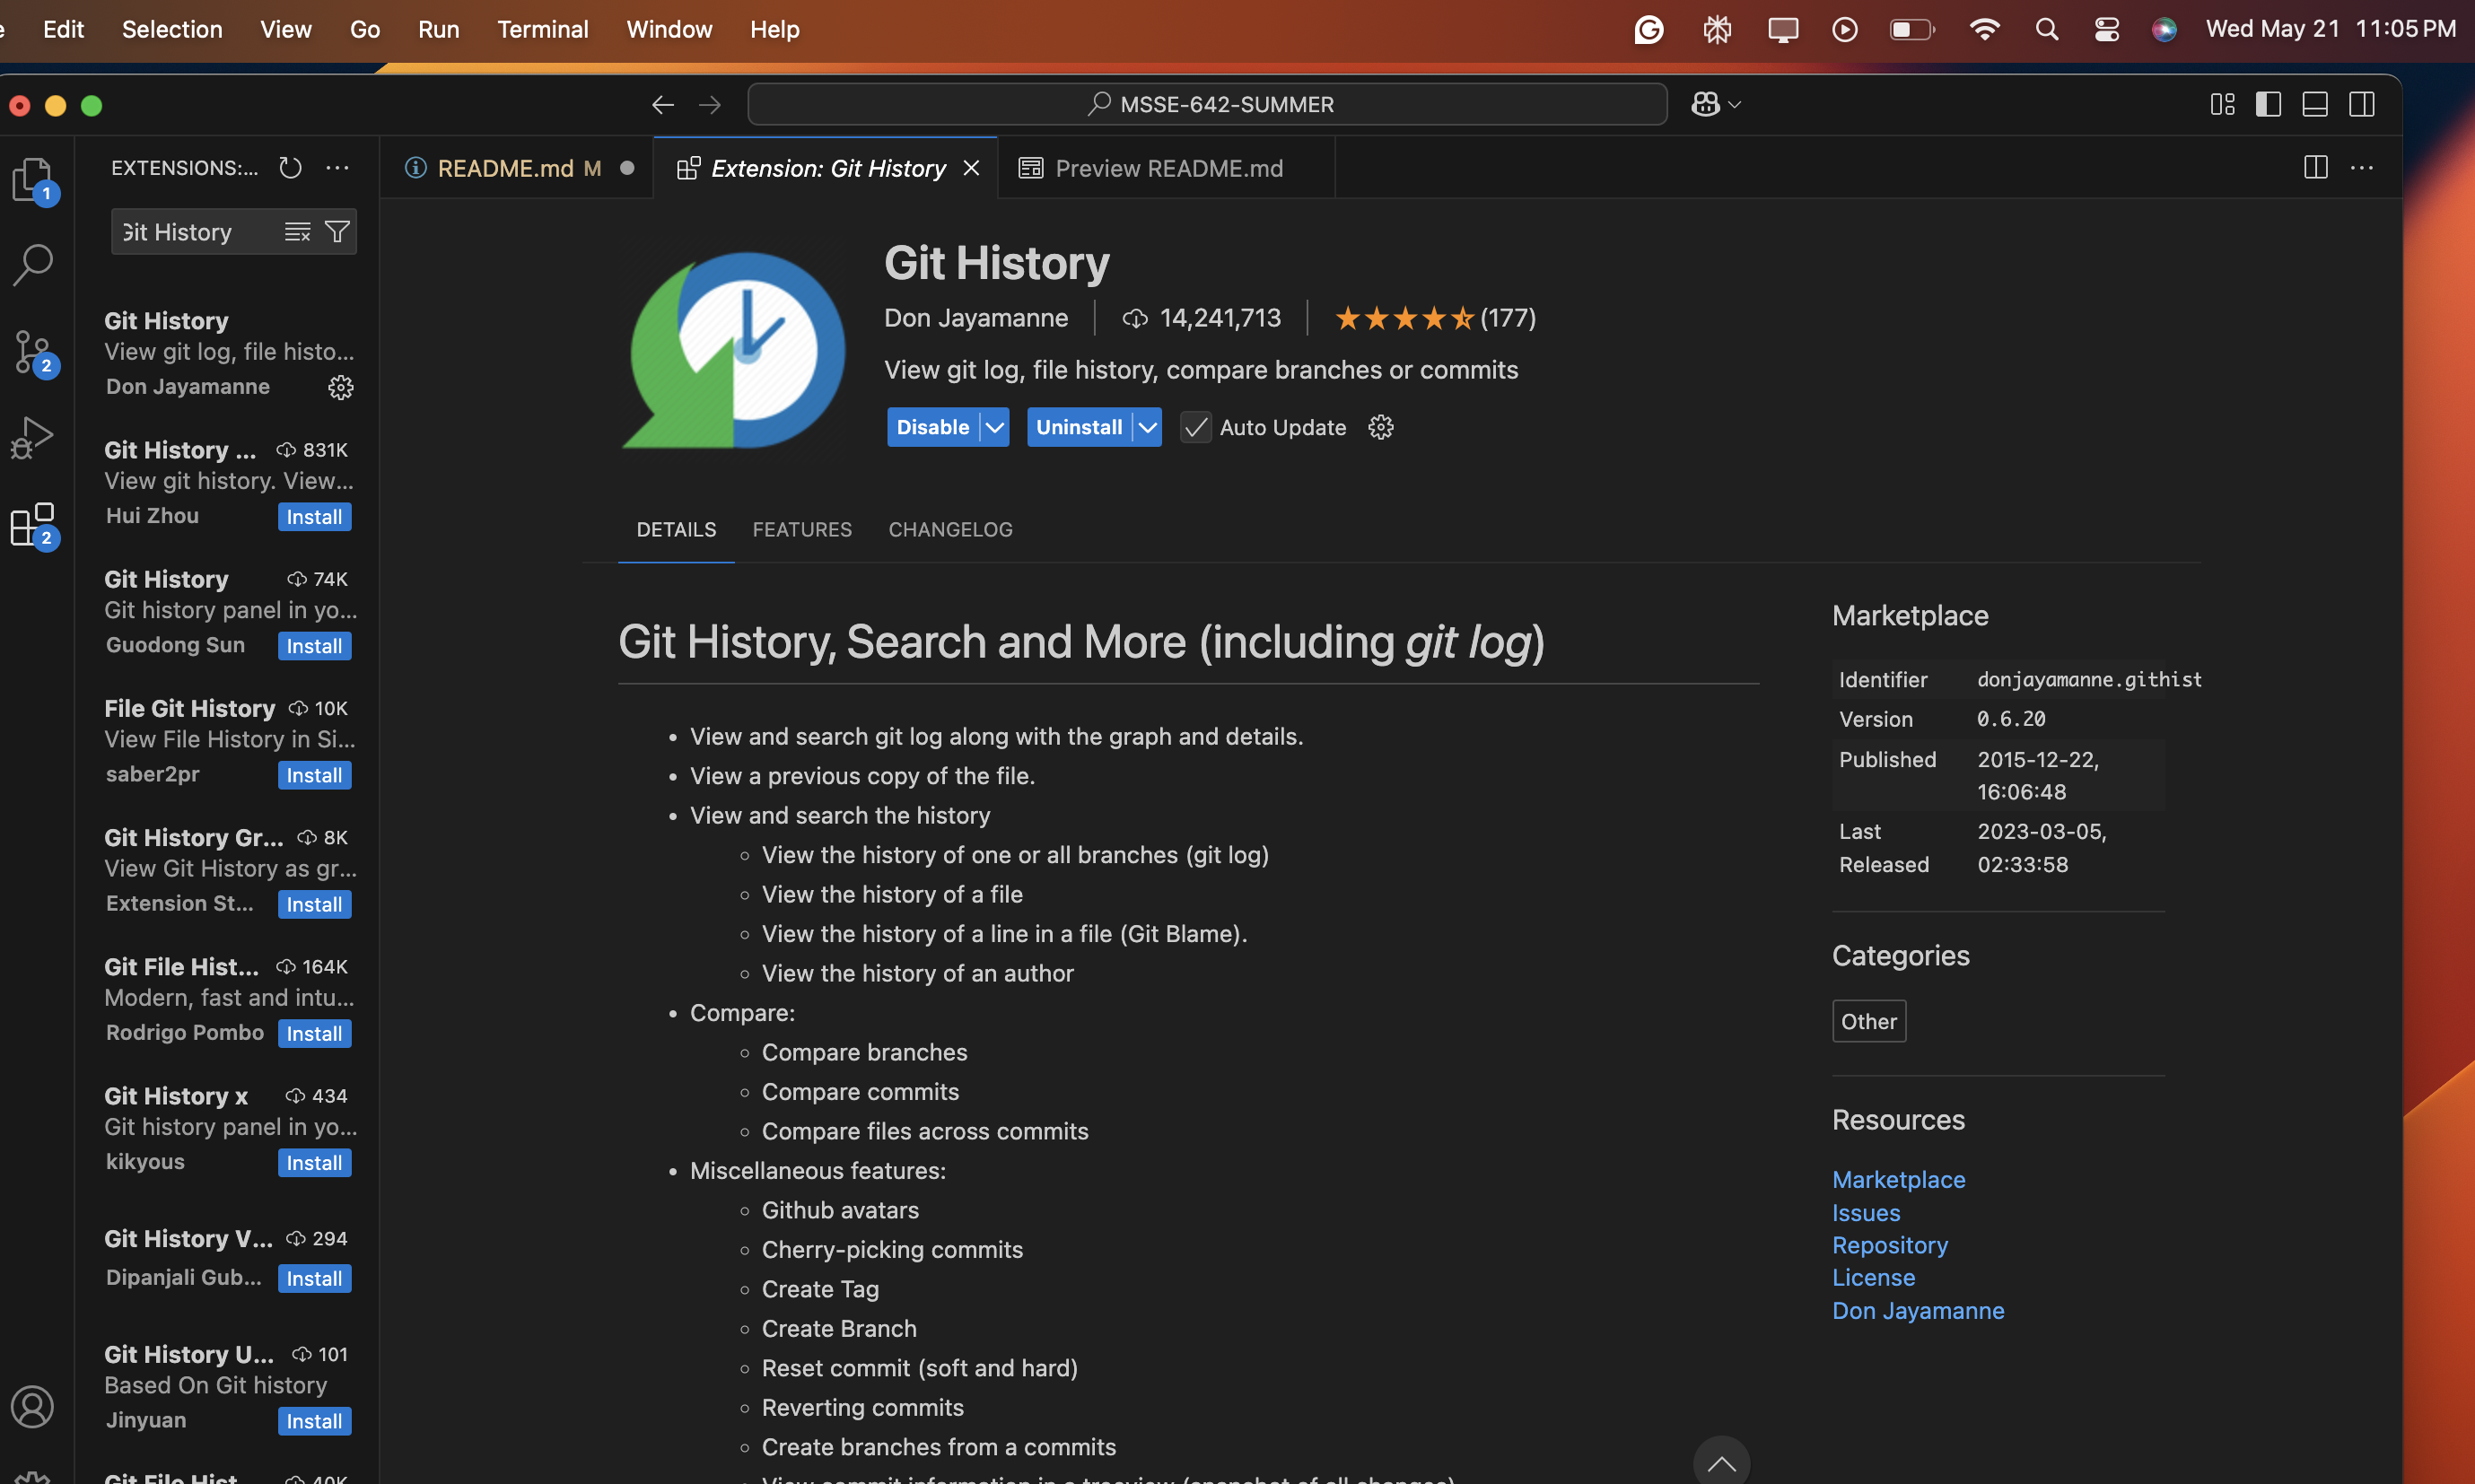 Edit Selection View Go Run Terminal Window Help
Wed May 21 11:05 PM
MSSE-642-SUMMER
EXTENSIONS:...
README.md M
Extension: Git History
Preview README.md
1
2
2
Git History
Git History
View git log, file histo...
Don Jayamanne
Git History ... 831K
View git history. View...
Hui Zhou Install
Git History 74K
Git history panel in yo...
Guodong Sun Install
File Git History 10K
View File History in Si...
saber2pr Install
Git History Gr... 8K
View Git History as gr...
Extension St... Install
Git File Hist... 164K
Modern, fast and intu...
Rodrigo Pombo Install
Git History x 434
Git history panel in yo...
kikyous Install
Git History V... 294
Dipanjali Gub... Install
Git History U... 101
Based On Git history
Jinyuan Install
Git File Hist... 40K
Git History
Don Jayamanne 14,241,713 (177)
View git log, file history, compare branches or commits
Disable Uninstall Auto Update
DETAILS FEATURES CHANGELOG
Git History, Search and More (including git log)
• View and search git log along with the graph and details.
• View a previous copy of the file.
• View and search the history
◦ View the history of one or all branches (git log)
◦ View the history of a file
◦ View the history of a line in a file (Git Blame).
◦ View the history of an author
• Compare:
◦ Compare branches
◦ Compare commits
◦ Compare files across commits
• Miscellaneous features:
◦ Github avatars
◦ Cherry-picking commits
◦ Create Tag
◦ Create Branch
◦ Reset commit (soft and hard)
◦ Reverting commits
◦ Create branches from a commits
◦ View commit information in a treeview (snapshot of all changes)
Marketplace
Identifier donjayamanne.githist
Version 0.6.20
Published 2015-12-22,
16:06:48
Last 2023-03-05,
Released 02:33:58
Categories
Other
Resources
Marketplace
Issues
Repository
License
Don Jayamanne